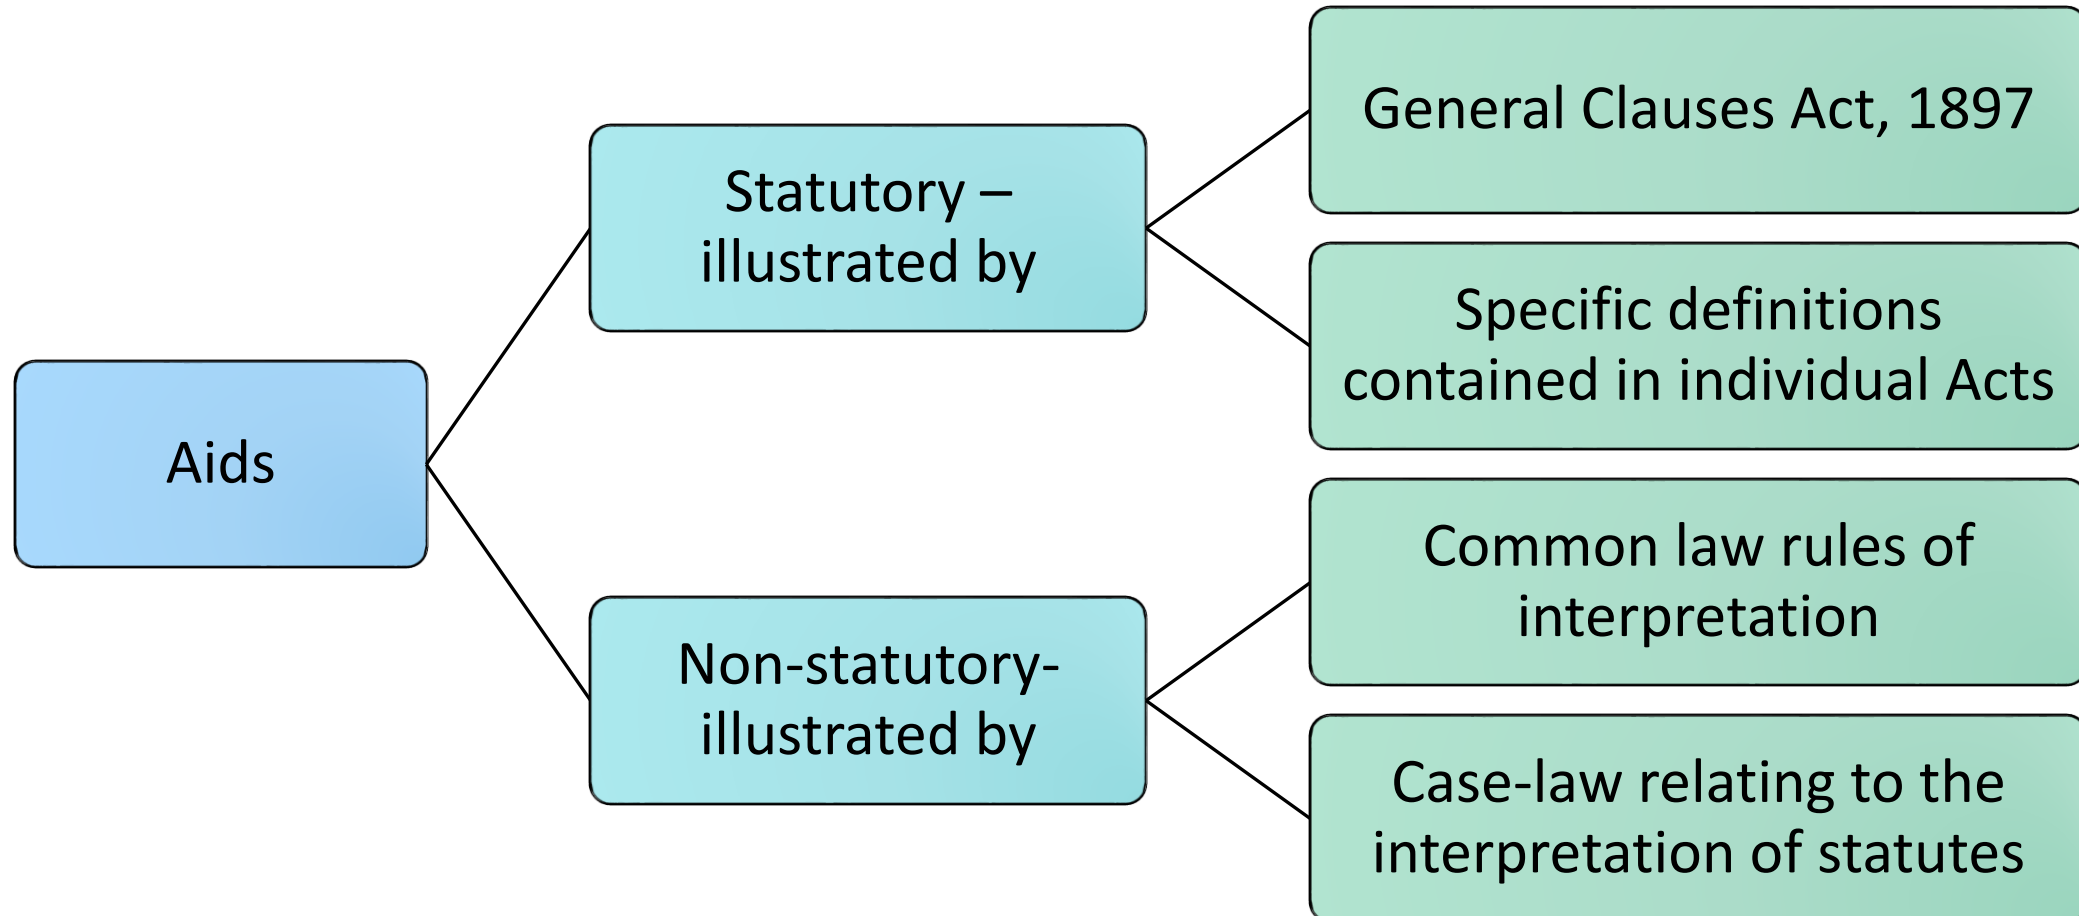 Aids
Statutory –
illustrated by
General Clauses Act, 1897
Specific definitions
contained in individual Acts
Non-statutory-
illustrated by
Common law rules of
interpretation
Case-law relating to the
interpretation of statutes